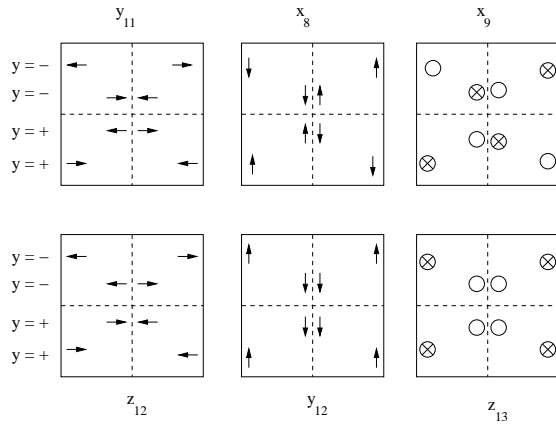 y11 x8 x9
y = −
y = −
y = +
y = +
y = −
y = −
y = +
y = +
z12 y12 z13